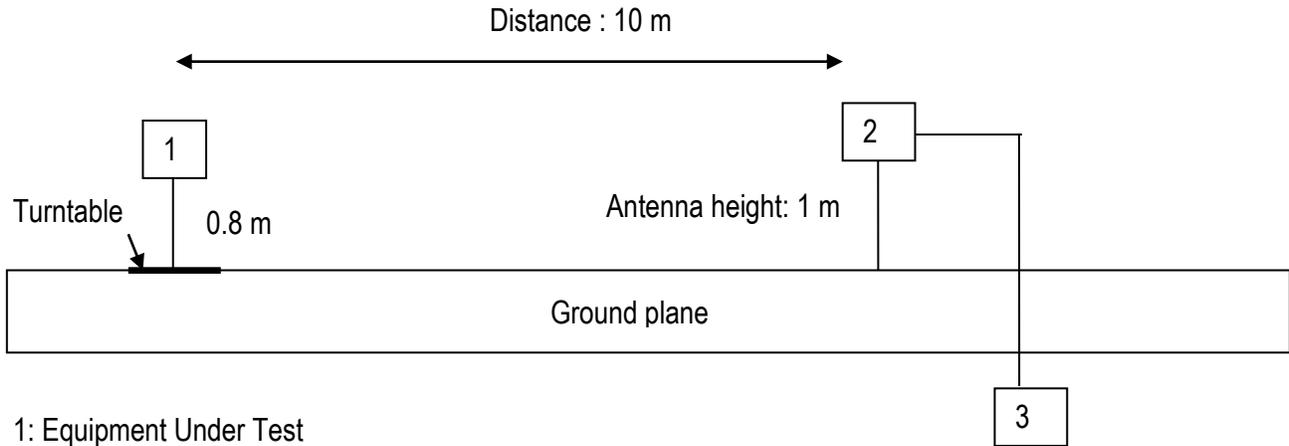 Distance : 10 m
1
2
Turntable
0.8 m
Antenna height: 1 m
Ground plane
3
1: Equipment Under Test